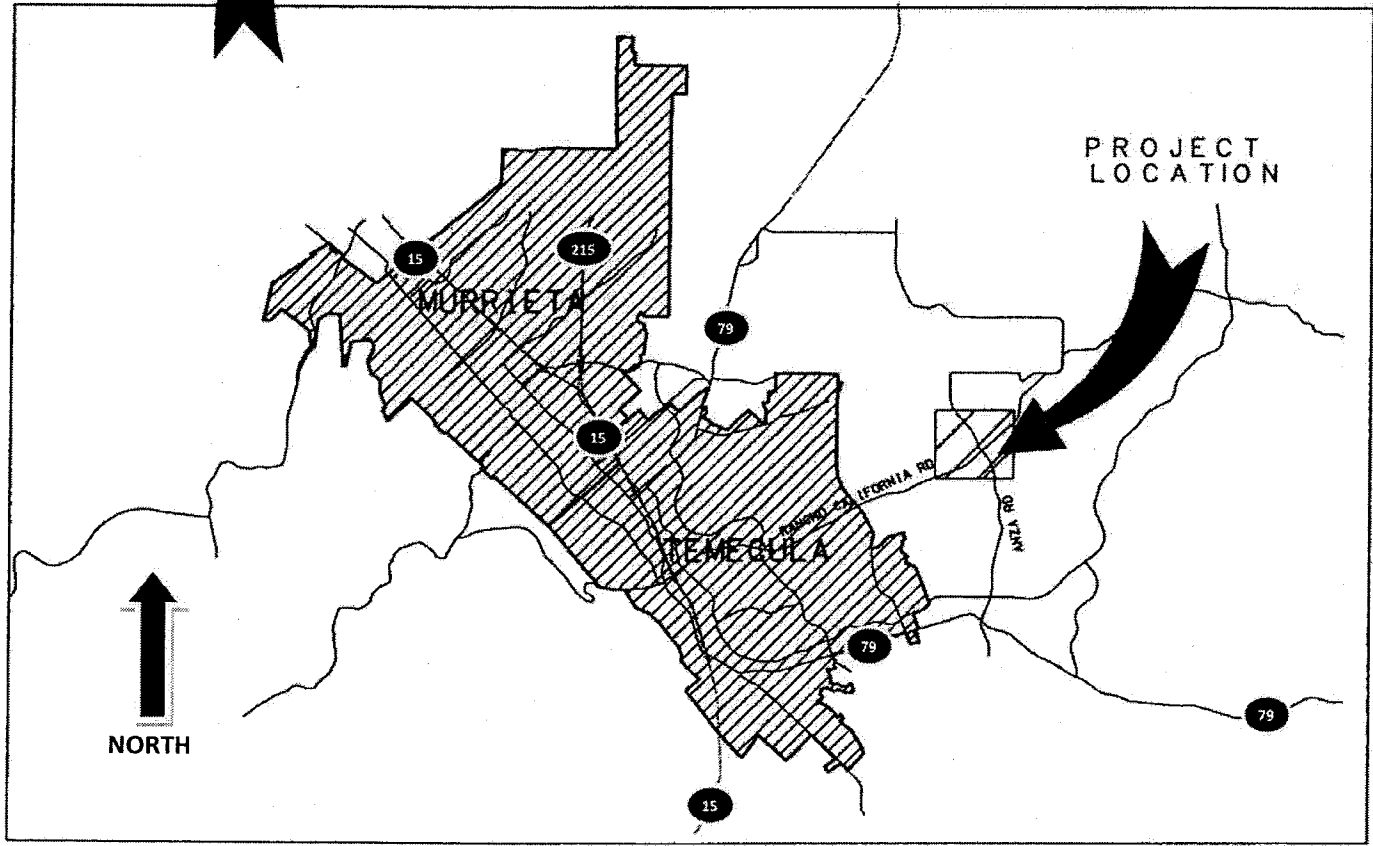 PROJECT
LOCATION
15
215
MURRIETA
79
15
RANCHO CALIFORNIA RD
ANZA RD
TEMECULA
79
NORTH
79
15